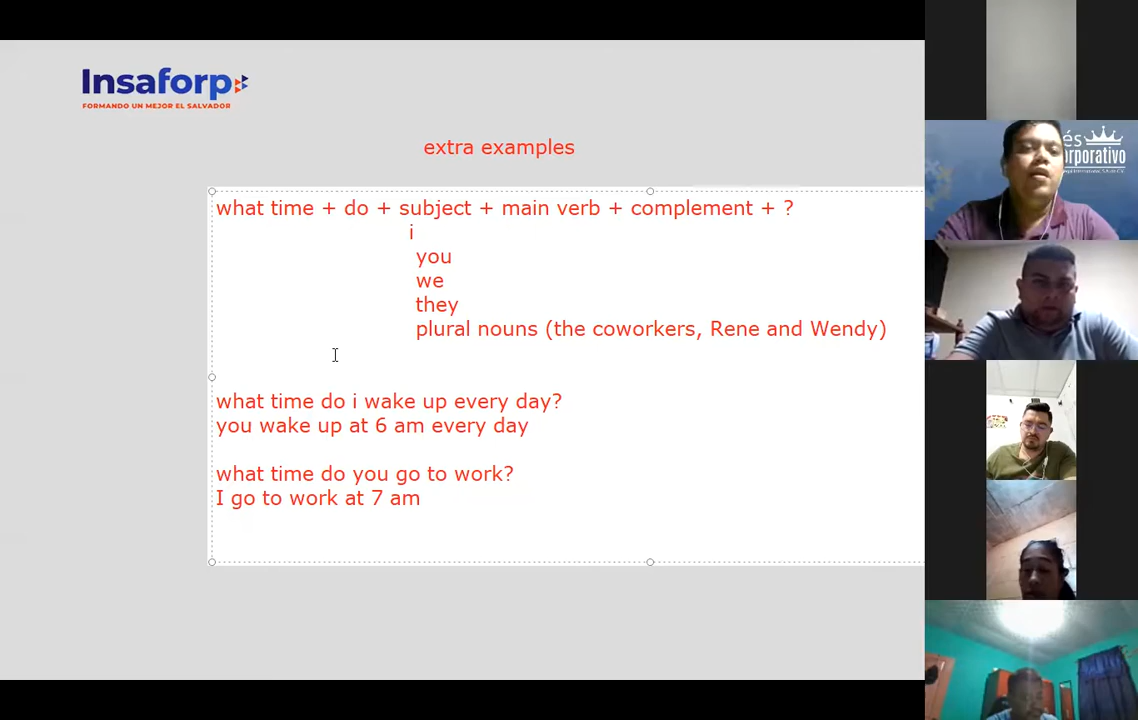 Insaforp
FORMANDO UN MEJOR EL SALVADOR
extra examples
what time + do + subject + main verb + complement + ?
i
you
we
they
plural nouns (the coworkers, Rene and Wendy)
what time do i wake up every day?
you wake up at 6 am every day
what time do you go to work?
I go to work at 7 am
és
orporativo